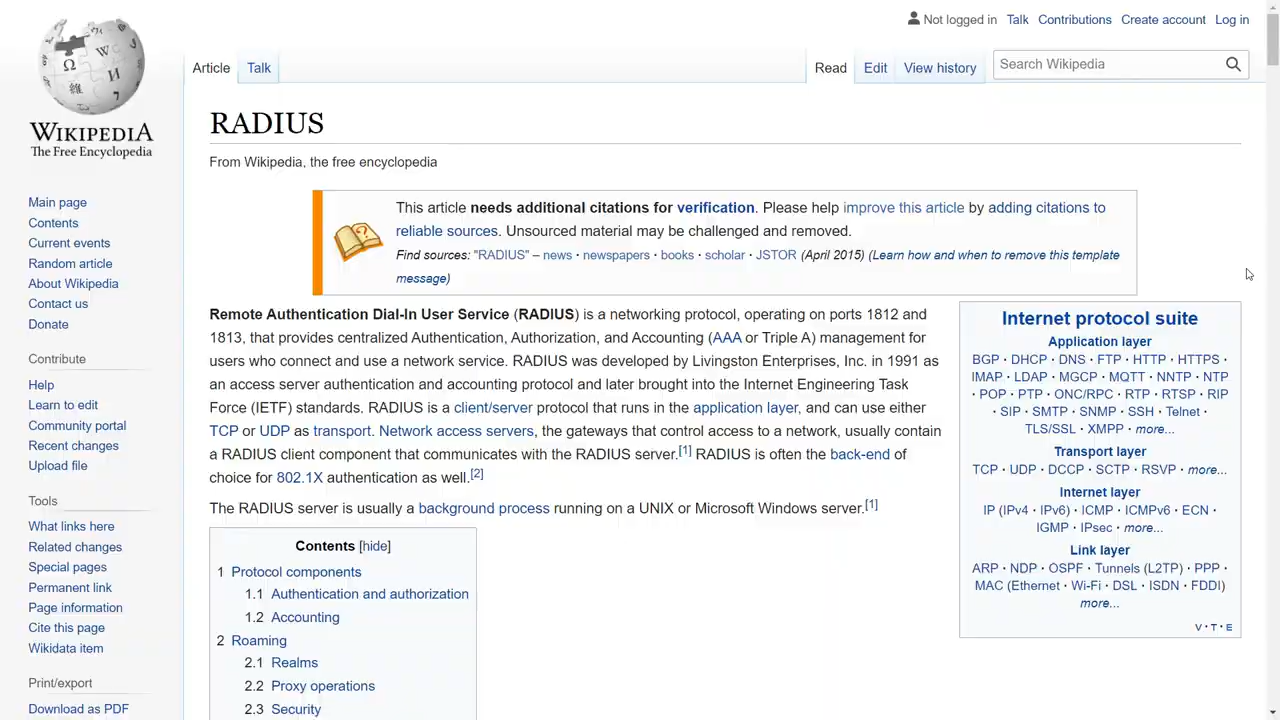 Not logged in Talk Contributions Create account Log in
Article Talk Read Edit View history Search Wikipedia
WIKIPEDIA
The Free Encyclopedia
Main page
Contents
Current events
Random article
About Wikipedia
Contact us
Donate
Contribute
Help
Learn to edit
Community portal
Recent changes
Upload file
Tools
What links here
Related changes
Special pages
Permanent link
Page information
Cite this page
Wikidata item
Print/export
Download as PDF
RADIUS
From Wikipedia, the free encyclopedia
This article needs additional citations for verification. Please help improve this article by adding citations to
reliable sources. Unsourced material may be challenged and removed.
Find sources: "RADIUS" – news · newspapers · books · scholar · JSTOR (April 2015) (Learn how and when to remove this template
message)
Remote Authentication Dial-In User Service (RADIUS) is a networking protocol, operating on ports 1812 and
1813, that provides centralized Authentication, Authorization, and Accounting (AAA or Triple A) management for
users who connect and use a network service. RADIUS was developed by Livingston Enterprises, Inc. in 1991 as
an access server authentication and accounting protocol and later brought into the Internet Engineering Task
Force (IETF) standards. RADIUS is a client/server protocol that runs in the application layer, and can use either
TCP or UDP as transport. Network access servers, the gateways that control access to a network, usually contain
a RADIUS client component that communicates with the RADIUS server.[1] RADIUS is often the back-end of
choice for 802.1X authentication as well.[2]
The RADIUS server is usually a background process running on a UNIX or Microsoft Windows server.[1]
Contents [hide]
1 Protocol components
1.1 Authentication and authorization
1.2 Accounting
2 Roaming
2.1 Realms
2.2 Proxy operations
2.3 Security
Internet protocol suite
Application layer
BGP · DHCP · DNS · FTP · HTTP · HTTPS ·
IMAP · LDAP · MGCP · MQTT · NNTP · NTP
· POP · PTP · ONC/RPC · RTP · RTSP · RIP
· SIP · SMTP · SNMP · SSH · Telnet ·
TLS/SSL · XMPP · more...
Transport layer
TCP · UDP · DCCP · SCTP · RSVP · more...
Internet layer
IP (IPv4 · IPv6) · ICMP · ICMPv6 · ECN ·
IGMP · IPsec · more...
Link layer
ARP · NDP · OSPF · Tunnels (L2TP) · PPP ·
MAC (Ethernet · Wi-Fi · DSL · ISDN · FDDI)
more...
V · T · E